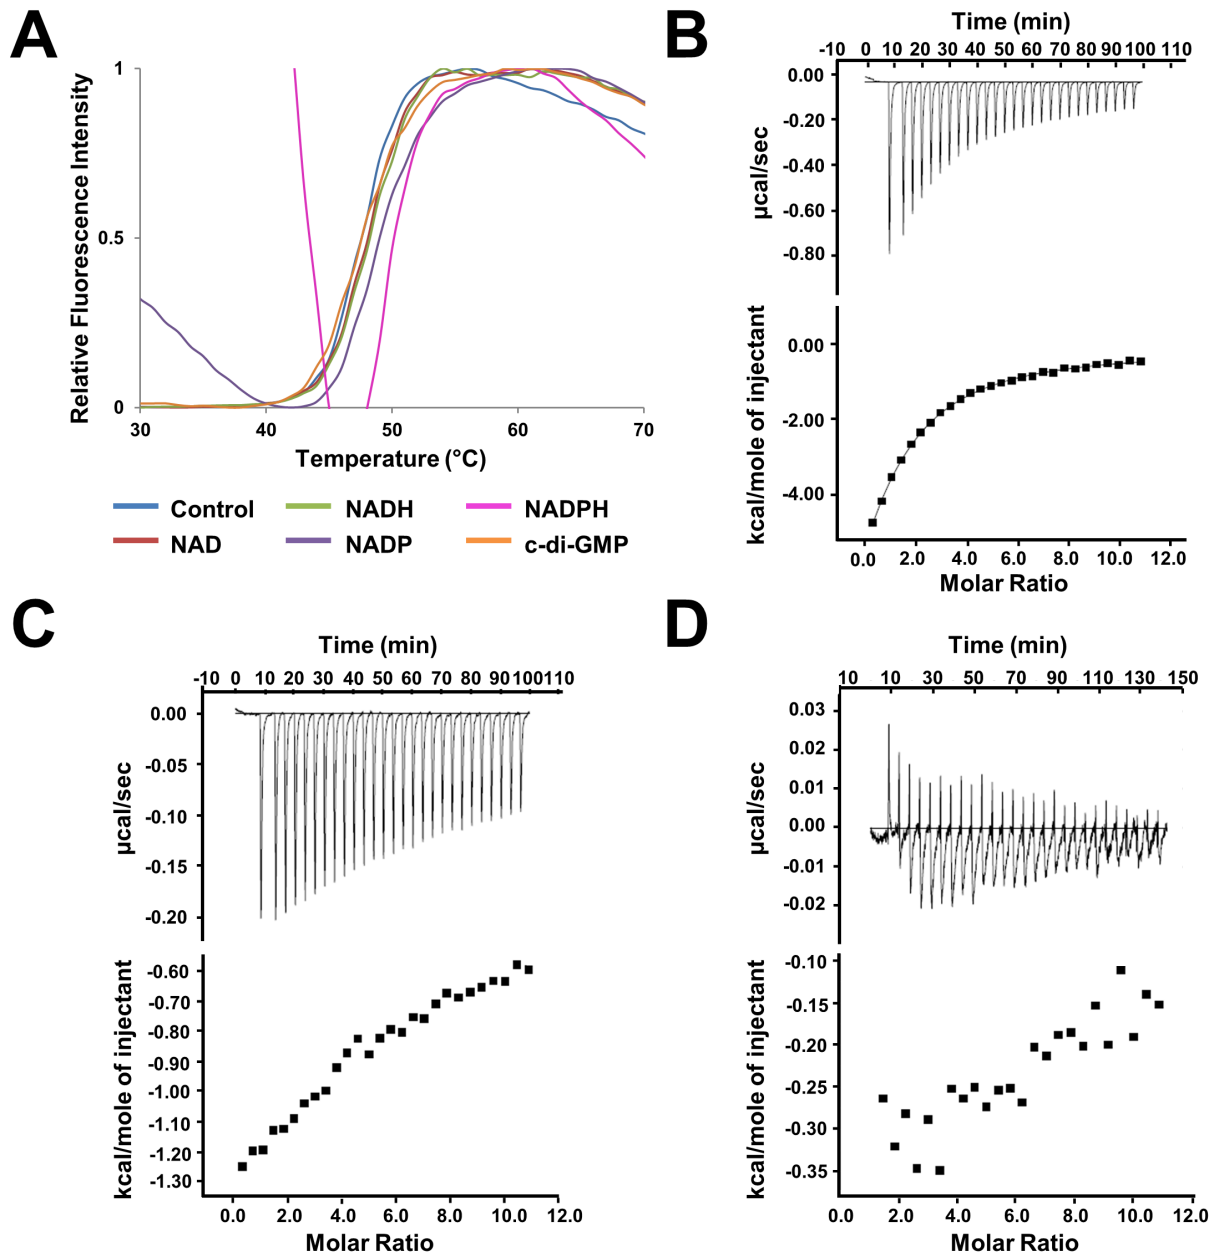 A
Relative Fluorescence Intensity
1
0.5
0
30 40 50 60 70
Temperature (°C)
Control NADH NADPH
NAD NADP c-di-GMP
B
Time (min)
-10 0 10 20 30 40 50 60 70 80 90 100 110
µcal/sec
0.00
-0.20
-0.40
-0.60
-0.80
kcal/mole of injectant
0.00
-2.00
-4.00
0.0 2.0 4.0 6.0 8.0 10.0 12.0
Molar Ratio
C
Time (min)
-10 0 10 20 30 40 50 60 70 80 90 100 110
µcal/sec
0.00
-0.05
-0.10
-0.15
-0.20
kcal/mole of injectant
-0.60
-0.70
-0.80
-0.90
-1.00
-1.10
-1.20
-1.30
0.0 2.0 4.0 6.0 8.0 10.0 12.0
Molar Ratio
D
Time (min)
10 10 30 50 70 90 110 130 150
µcal/sec
0.03
0.02
0.01
0.00
-0.01
-0.02
kcal/mole of injectant
-0.10
-0.15
-0.20
-0.25
-0.30
-0.35
0.0 2.0 4.0 6.0 8.0 10.0 12.0
Molar Ratio